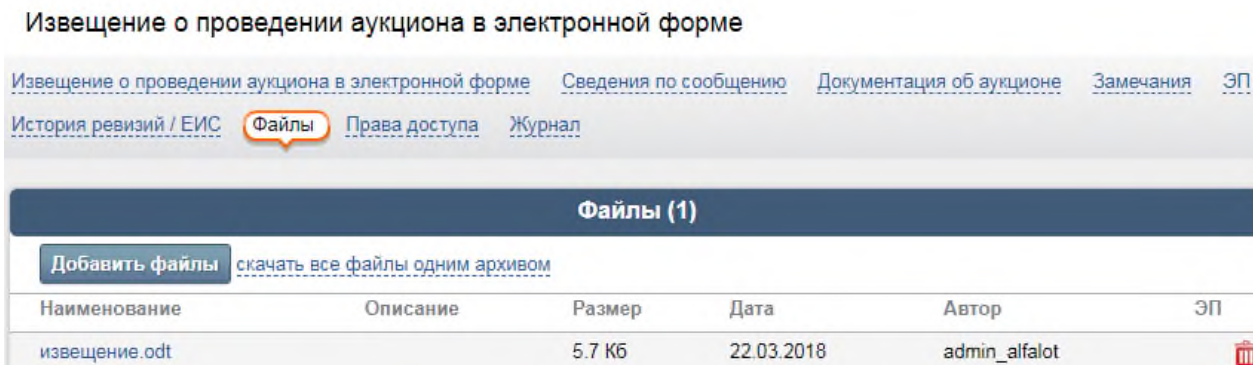 Извещение о проведении аукциона в электронной форме
Извещение о проведении аукциона в электронной форме Сведения по сообщению Документация об аукционе Замечания ЭП
История ревизий / ЕИС Файлы Права доступа Журнал
Файлы (1)
Добавить файлы скачать все файлы одним архивом
Наименование Описание Размер Дата Автор ЭП
извещение.odt 5.7 Кб 22.03.2018 admin_alfalot